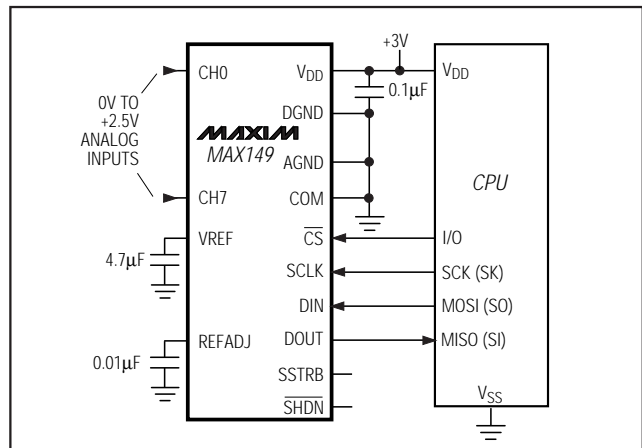 +3V
CH0
VDD
VDD
0V TO
+2.5V
ANALOG
INPUTS
0.1µF
DGND
MAXIM
MAX149
AGND
CPU
CH7
COM
VREF
CS
I/O
4.7µF
SCLK
SCK (SK)
DIN
MOSI (SO)
REFADJ
DOUT
MISO (SI)
0.01µF
SSTRB
SHDN
VSS